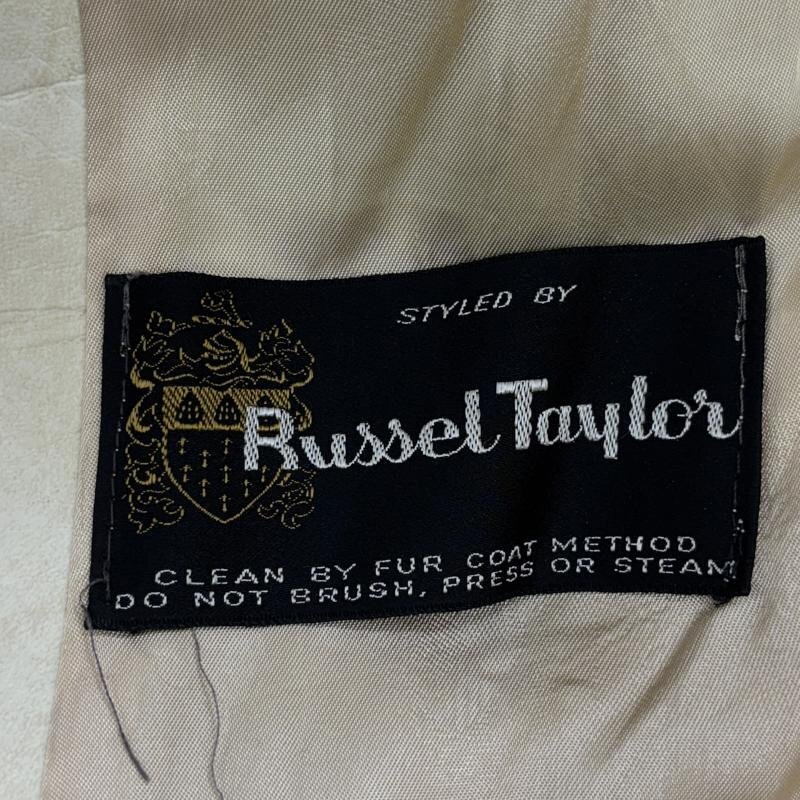 STYLED BY
Russel Taylor
CLEAN BY FUR COAT METHOD
DO NOT BRUSH, PRESS OR STEAM